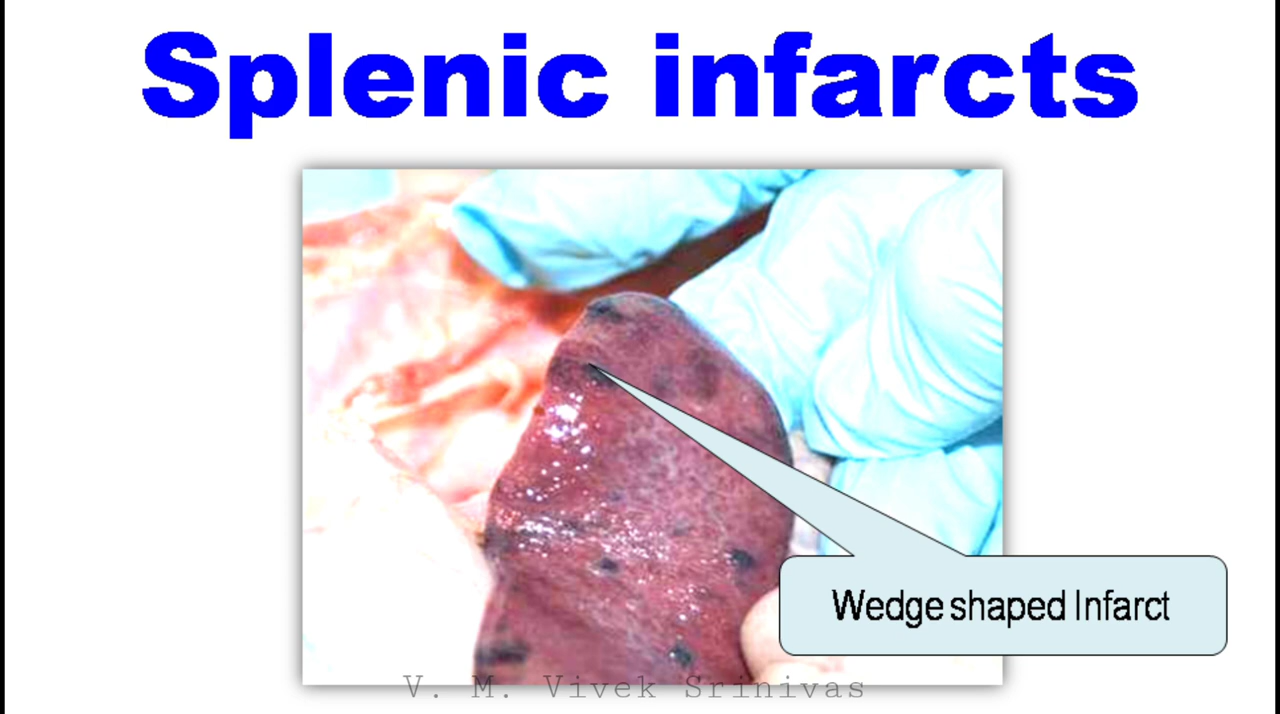 Splenic infarcts
Wedge shaped Infarct
V. M. Vivek Srinivas